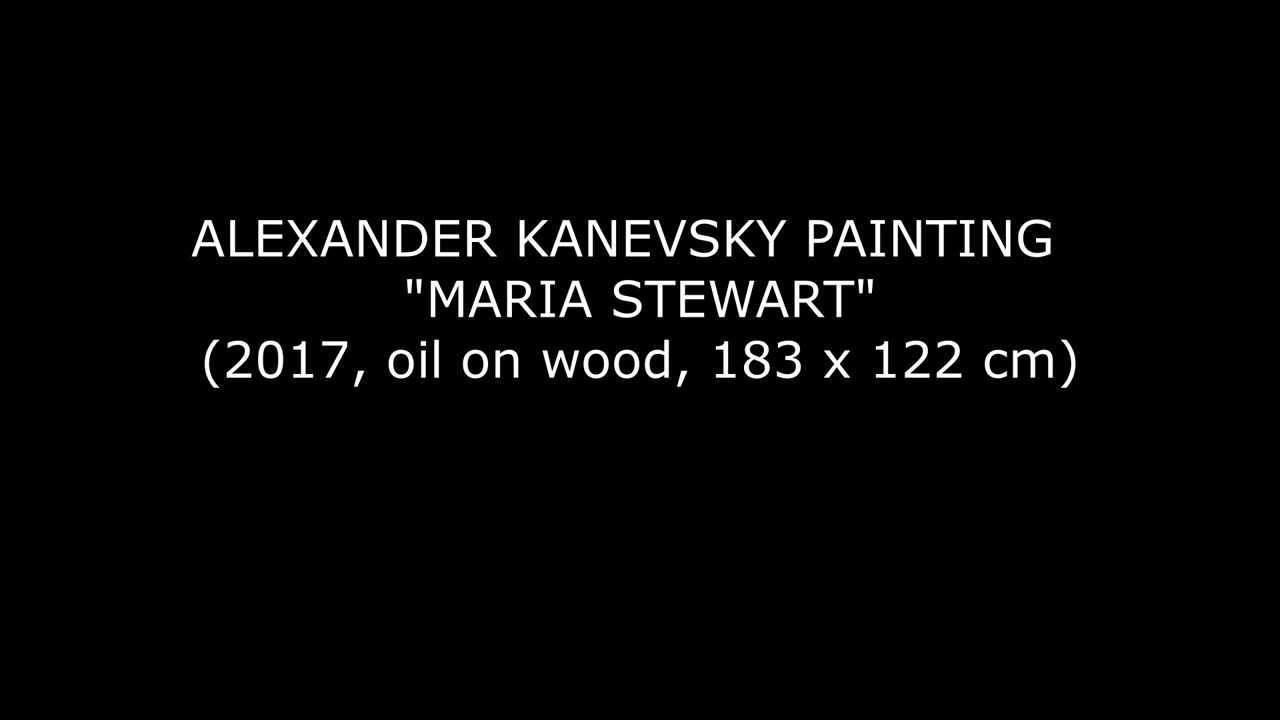 ALEXANDER KANEVSKY PAINTING
"MARIA STEWART"
(2017, oil on wood, 183 x 122 cm)